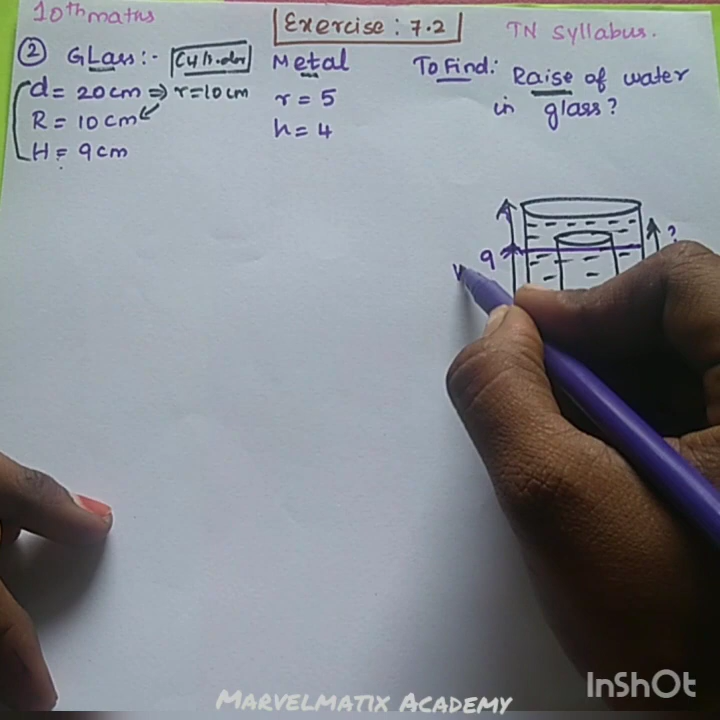 10th maths
Exercise : 7.2
TN Syllabus.
② GLass :- Cylinder
d = 20cm ⇒ r=10cm
R = 10cm
H = 9cm
Metal
r = 5
h = 4
To Find: Raise of water
in glass?
9
?
MARVELMATIX ACADEMY
InShOt